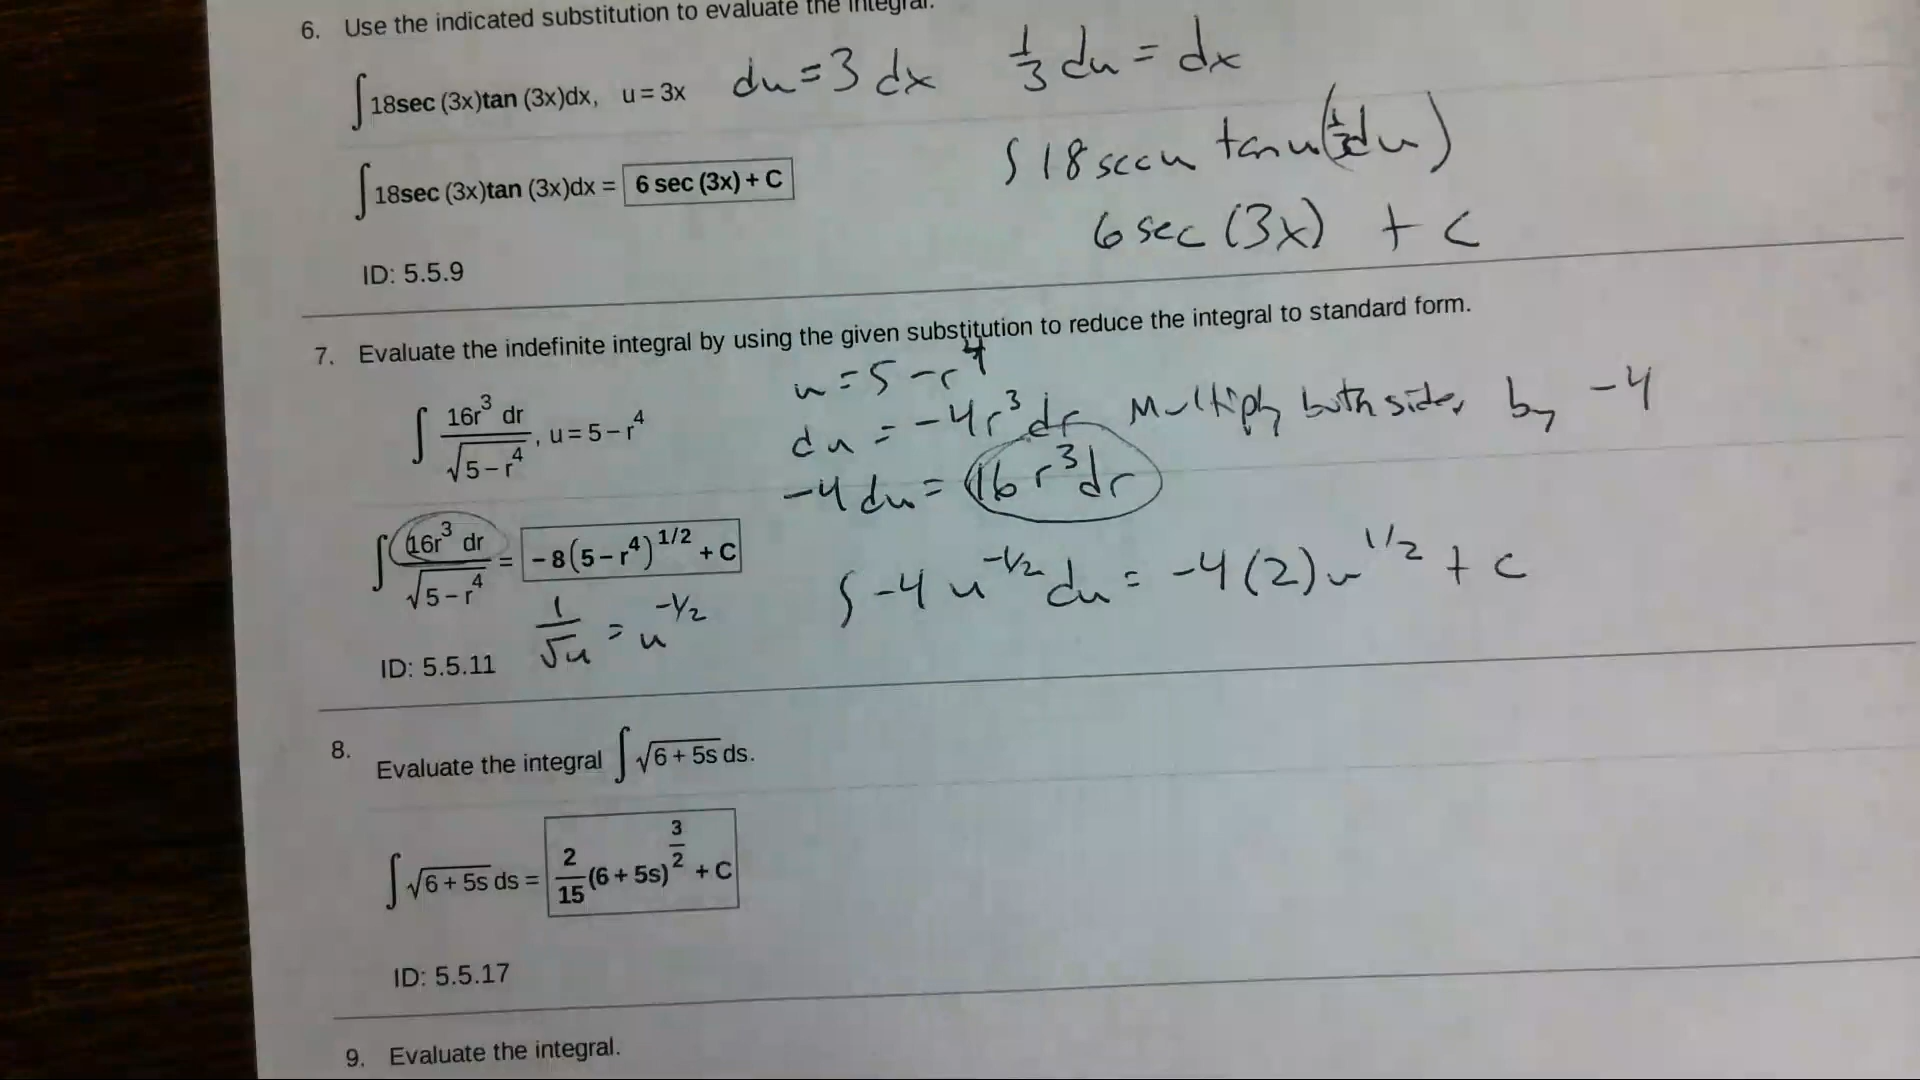 6. Use the indicated substitution to evaluate the integral.
∫18sec (3x)tan (3x)dx, u = 3x
du = 3 dx 1/3 du = dx
∫ 18 sec u tan u (1/3 du)
∫18sec (3x)tan (3x)dx = 6 sec (3x) + C
6 sec (3x) + C
ID: 5.5.9
7. Evaluate the indefinite integral by using the given substitution to reduce the integral to standard form.
u = 5 - r^4
∫ 16r^3 dr / √(5 - r^4), u = 5 - r^4
du = -4r^3 dr Multiply both sides by -4
-4 du = 16 r^3 dr
∫ 16r^3 dr / √(5 - r^4) = -8(5 - r^4)^1/2 + C
∫ -4 u^-1/2 du = -4 (2) u^1/2 + C
1/√u = u^-1/2
ID: 5.5.11
8. Evaluate the integral ∫√(6 + 5s) ds.
∫√(6 + 5s) ds = 2/15 (6 + 5s)^3/2 + C
ID: 5.5.17
9. Evaluate the integral.